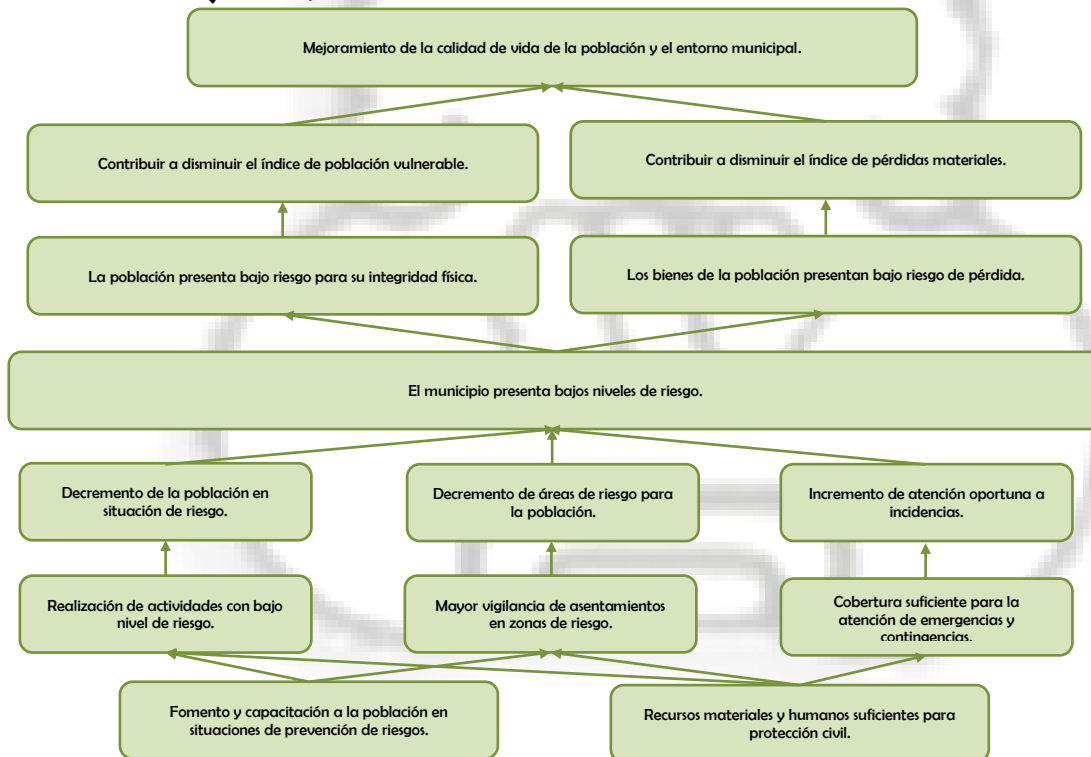 Mejoramiento de la calidad de vida de la población y el entorno municipal.
Contribuir a disminuir el índice de población vulnerable.
Contribuir a disminuir el índice de pérdidas materiales.
La población presenta bajo riesgo para su integridad física.
Los bienes de la población presentan bajo riesgo de pérdida.
El municipio presenta bajos niveles de riesgo.
Decremento de la población en
situación de riesgo.
Decremento de áreas de riesgo para
la población.
Incremento de atención oportuna a
incidencias.
Realización de actividades con bajo
nivel de riesgo.
Mayor vigilancia de asentamientos
en zonas de riesgo.
Cobertura suficiente para la
atención de emergencias y
contingencias.
Fomento y capacitación a la población en
situaciones de prevención de riesgos.
Recursos materiales y humanos suficientes para
protección civil.